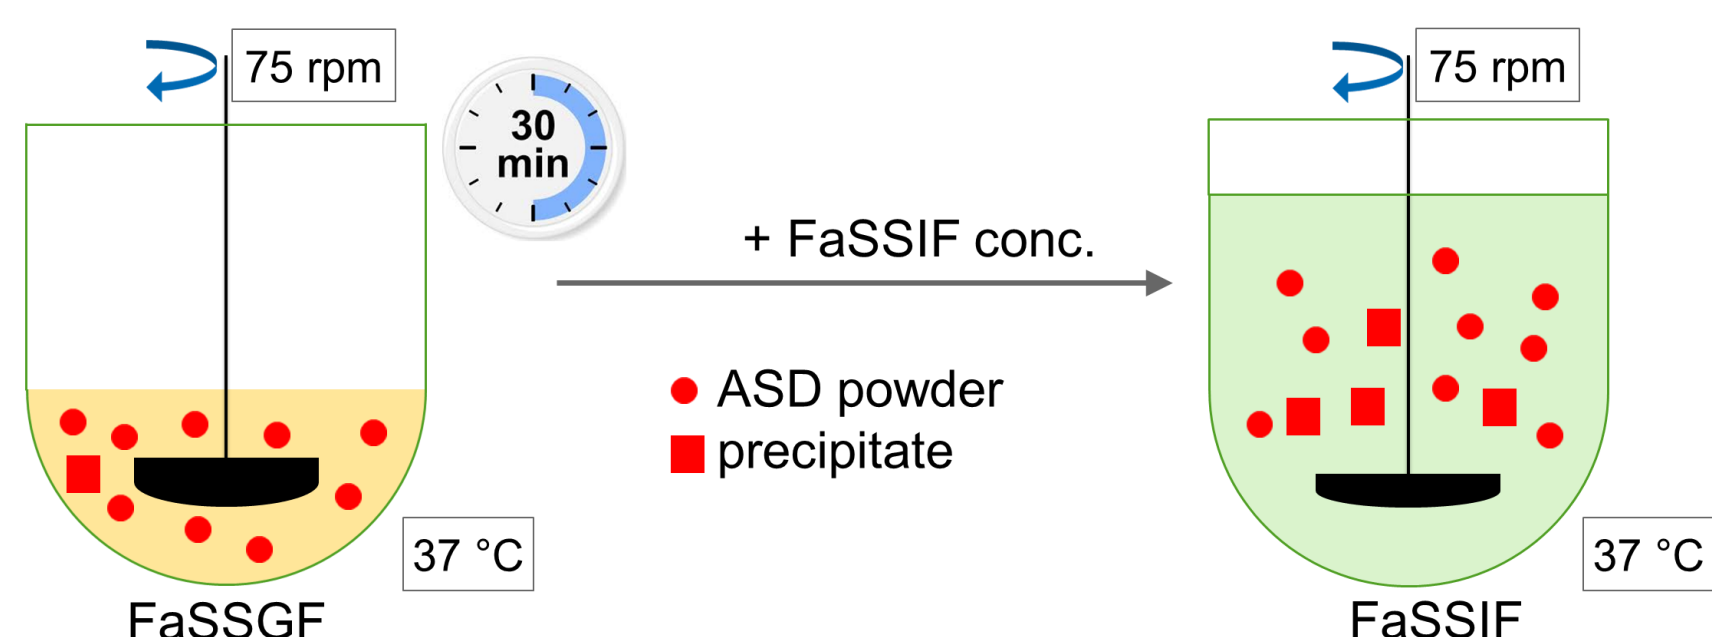 75 rpm
30
min
+ FaSSIF conc.
75 rpm
ASD powder
precipitate
37 °C
37 °C
FaSSGF
FaSSIF